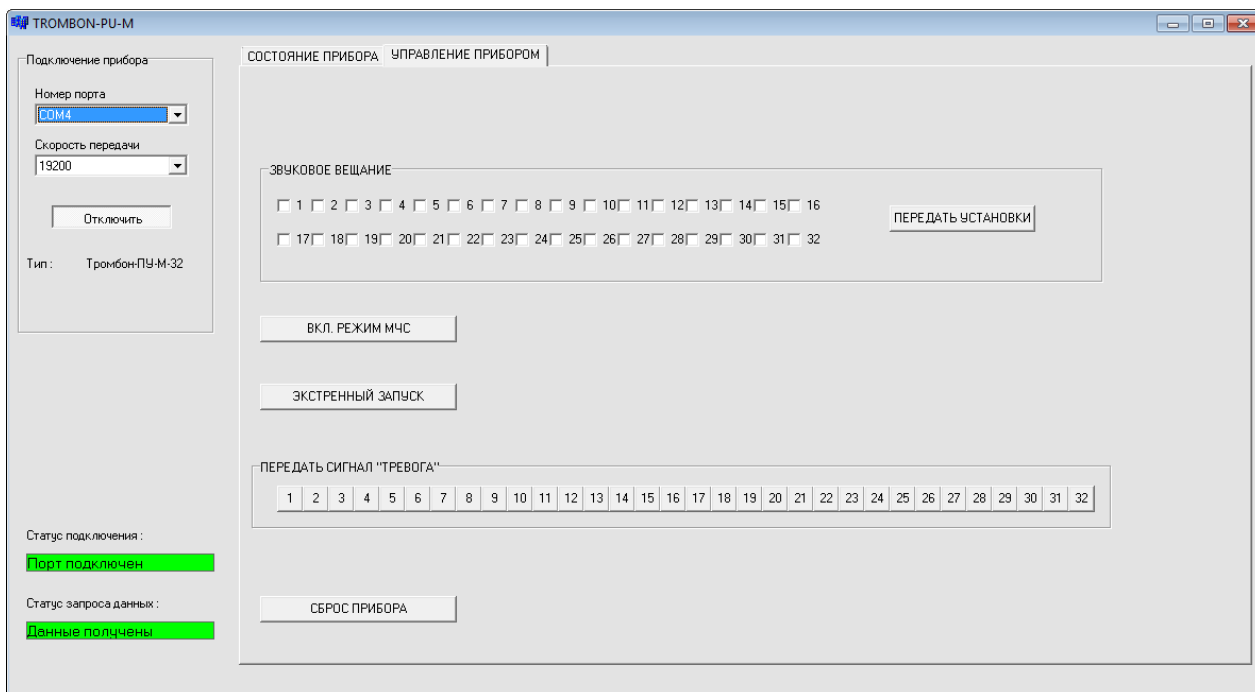 TROMBON-PU-M
Подключение прибора
Номер порта
COM4
Скорость передачи
19200
Отключить
Тип : Тромбон-ПУ-М-32
Статус подключения :
Порт подключен
Статус запроса данных :
Данные получены
СОСТОЯНИЕ ПРИБОРА УПРАВЛЕНИЕ ПРИБОРОМ
ЗВУКОВОЕ ВЕЩАНИЕ
1 2 3 4 5 6 7 8 9 10 11 12 13 14 15 16
17 18 19 20 21 22 23 24 25 26 27 28 29 30 31 32
ПЕРЕДАТЬ УСТАНОВКИ
ВКЛ. РЕЖИМ МЧС
ЭКСТРЕННЫЙ ЗАПУСК
ПЕРЕДАТЬ СИГНАЛ "ТРЕВОГА"
1 2 3 4 5 6 7 8 9 10 11 12 13 14 15 16 17 18 19 20 21 22 23 24 25 26 27 28 29 30 31 32
СБРОС ПРИБОРА